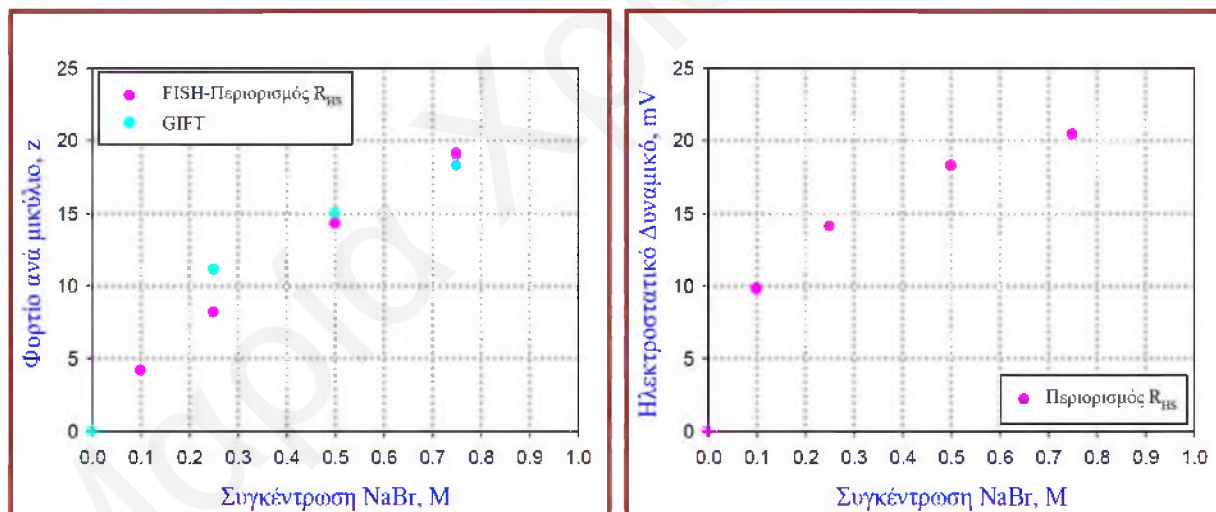 25
20
15
10
5
0
Φορτίο ανά μικύλιο, z
FISH-Περιορισμός R_HS
GIFT
0.0 0.1 0.2 0.3 0.4 0.5 0.6 0.7 0.8 0.9 1.0
Συγκέντρωση NaBr, M
25
20
15
10
5
0
Ηλεκτροστατικό Δυναμικό, mV
Περιορισμός R_HS
0.0 0.1 0.2 0.3 0.4 0.5 0.6 0.7 0.8 0.9 1.0
Συγκέντρωση NaBr, M
Μαρία